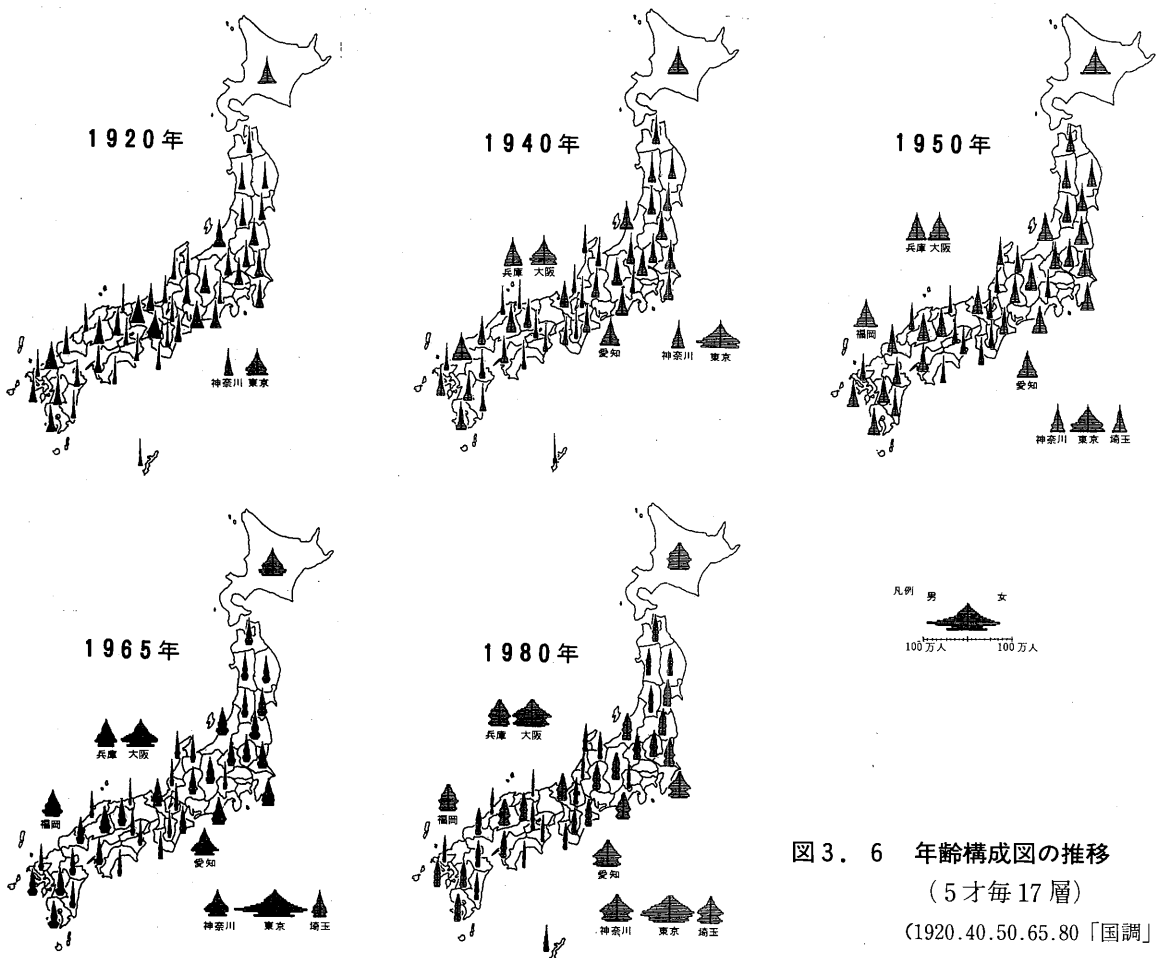 1920年
神奈川 東京
1940年
兵庫 大阪
愛知
神奈川 東京
1950年
兵庫 大阪
福岡
愛知
神奈川 東京 埼玉
1965年
兵庫 大阪
福岡
愛知
神奈川 東京 埼玉
1980年
兵庫 大阪
福岡
愛知
神奈川 東京 埼玉
凡例 男 女
100万人 100万人
図3. 6 年齢構成図の推移
(5才毎17層)
(1920.40.50.65.80「国調」